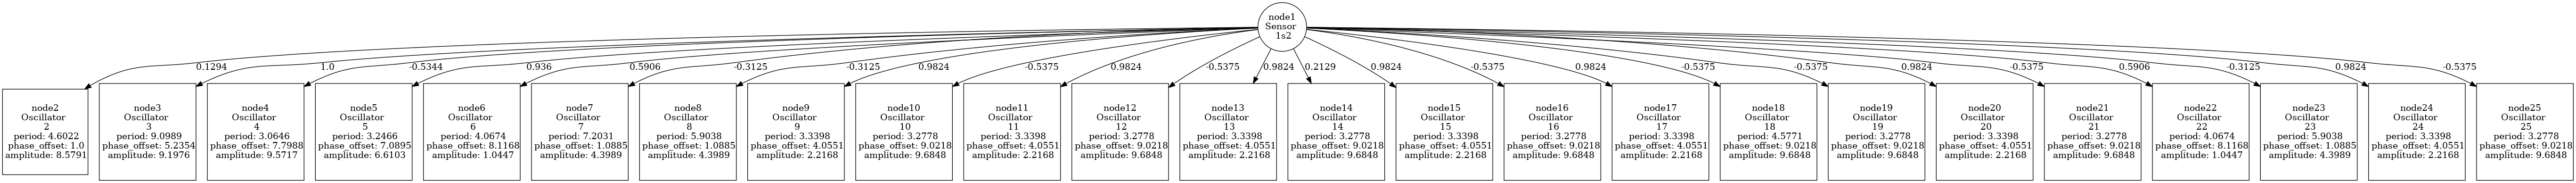 node1
Sensor
1s2
0.1294
1.0
-0.5344
0.936
0.5906
-0.3125
-0.3125
0.9824
-0.5375
0.9824
-0.5375
0.9824
0.2129
0.9824
-0.5375
0.9824
-0.5375
-0.5375
0.9824
-0.5375
0.5906
-0.3125
0.9824
-0.5375
node2
Oscillator
2
period: 4.6022
phase_offset: 1.0
amplitude: 8.5791
node3
Oscillator
3
period: 9.0989
phase_offset: 5.2354
amplitude: 9.1976
node4
Oscillator
4
period: 3.0646
phase_offset: 7.7988
amplitude: 9.5717
node5
Oscillator
5
period: 3.2466
phase_offset: 7.0895
amplitude: 6.6103
node6
Oscillator
6
period: 4.0674
phase_offset: 8.1168
amplitude: 1.0447
node7
Oscillator
7
period: 7.2031
phase_offset: 1.0885
amplitude: 4.3989
node8
Oscillator
8
period: 5.9038
phase_offset: 1.0885
amplitude: 4.3989
node9
Oscillator
9
period: 3.3398
phase_offset: 4.0551
amplitude: 2.2168
node10
Oscillator
10
period: 3.2778
phase_offset: 9.0218
amplitude: 9.6848
node11
Oscillator
11
period: 3.3398
phase_offset: 4.0551
amplitude: 2.2168
node12
Oscillator
12
period: 3.2778
phase_offset: 9.0218
amplitude: 9.6848
node13
Oscillator
13
period: 3.3398
phase_offset: 4.0551
amplitude: 2.2168
node14
Oscillator
14
period: 3.2778
phase_offset: 9.0218
amplitude: 9.6848
node15
Oscillator
15
period: 3.3398
phase_offset: 4.0551
amplitude: 2.2168
node16
Oscillator
16
period: 3.2778
phase_offset: 9.0218
amplitude: 9.6848
node17
Oscillator
17
period: 3.3398
phase_offset: 4.0551
amplitude: 2.2168
node18
Oscillator
18
period: 4.5771
phase_offset: 9.0218
amplitude: 9.6848
node19
Oscillator
19
period: 3.2778
phase_offset: 9.0218
amplitude: 9.6848
node20
Oscillator
20
period: 3.3398
phase_offset: 4.0551
amplitude: 2.2168
node21
Oscillator
21
period: 3.2778
phase_offset: 9.0218
amplitude: 9.6848
node22
Oscillator
22
period: 4.0674
phase_offset: 8.1168
amplitude: 1.0447
node23
Oscillator
23
period: 5.9038
phase_offset: 1.0885
amplitude: 4.3989
node24
Oscillator
24
period: 3.3398
phase_offset: 4.0551
amplitude: 2.2168
node25
Oscillator
25
period: 3.2778
phase_offset: 9.0218
amplitude: 9.6848